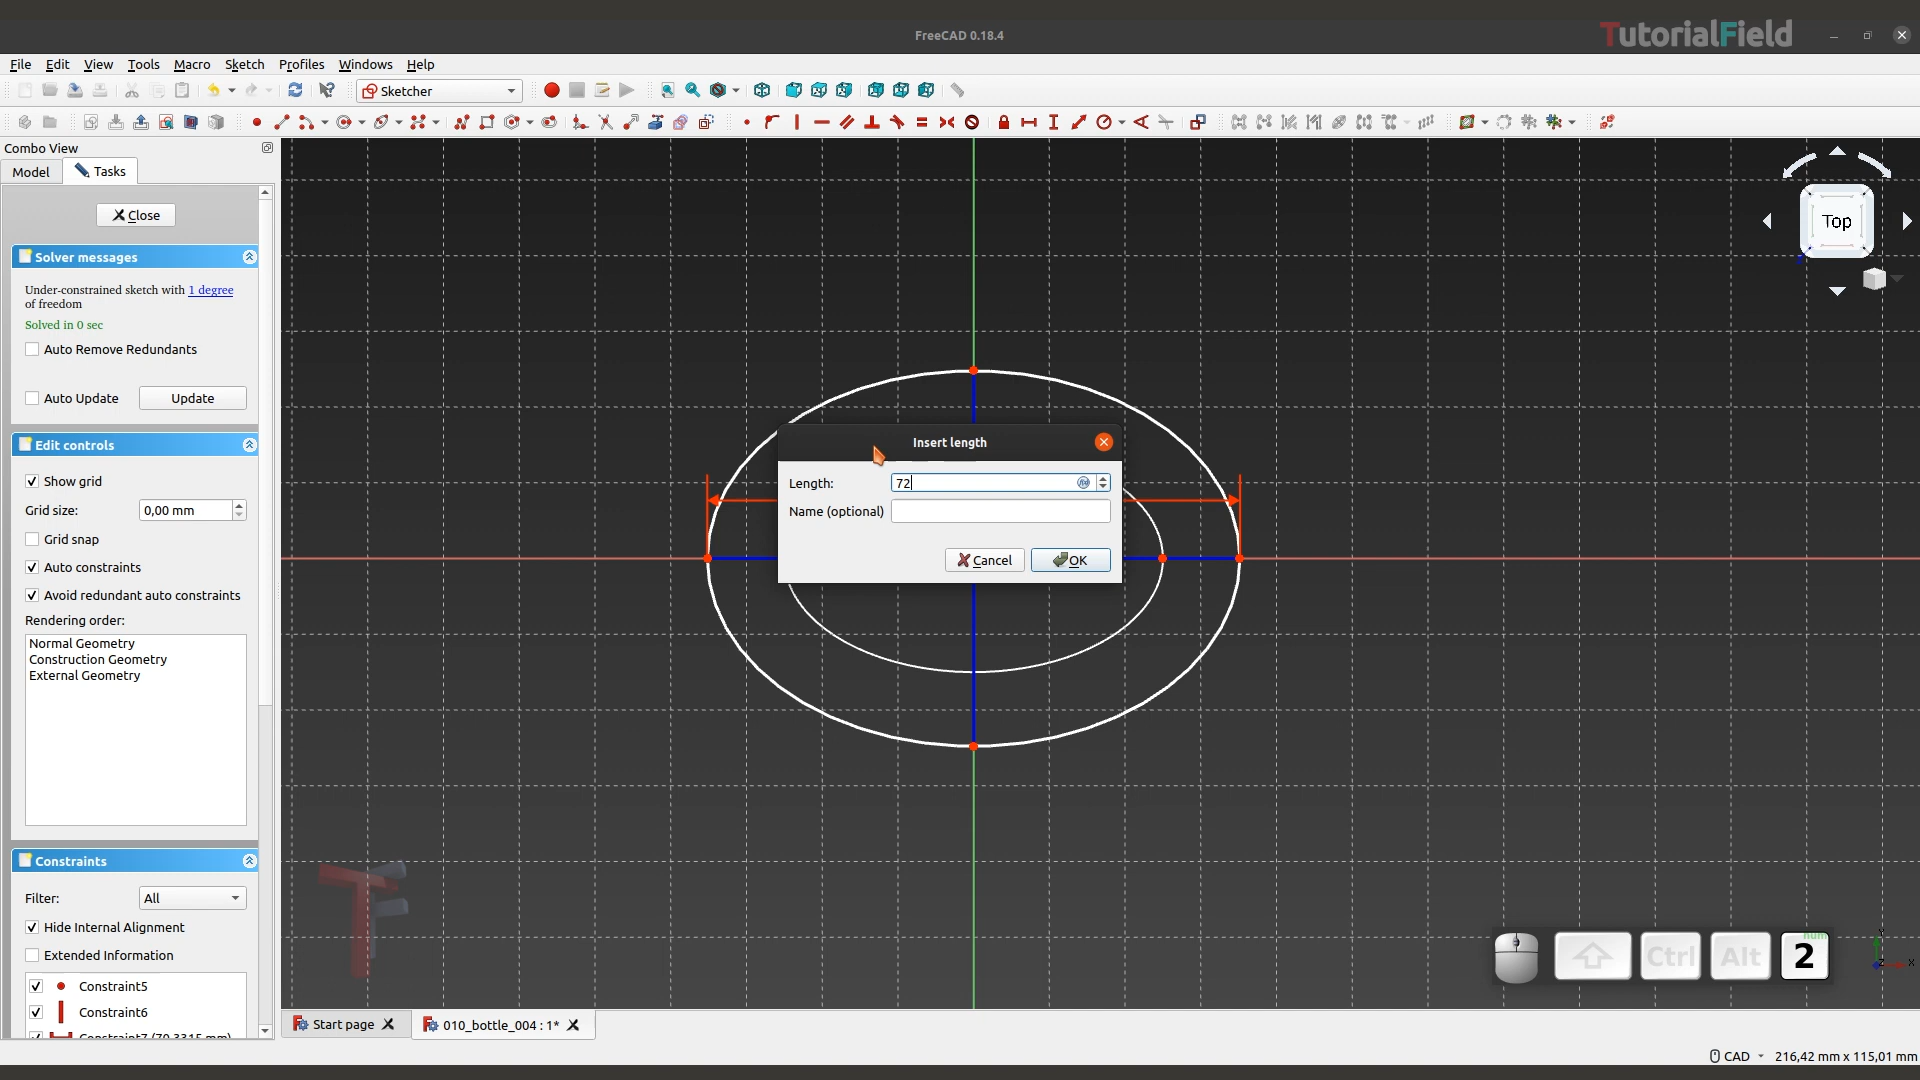 TutorialField
FreeCAD 0.18.4
File Edit View Tools Macro Sketch Profiles Windows Help
Sketcher
Combo View
Model Tasks
Close
Top
Solver messages
Under-constrained sketch with 1 degree
of freedom
Solved in 0 sec
Auto Remove Redundants
Auto Update Update
Edit controls
Insert length
Show grid
Length: 72
Grid size: 0,00 mm
Name (optional)
Grid snap
Cancel OK
Auto constraints
Avoid redundant auto constraints
Rendering order:
Normal Geometry
Construction Geometry
External Geometry
Constraints
Filter: All
Hide Internal Alignment
Extended Information
Ctrl Alt num 2
Constraint5
Constraint6
Constraint7 (70,3315 mm)
Start page 010_bottle_004 : 1*
CAD 216,42 mm x 115,01 mm